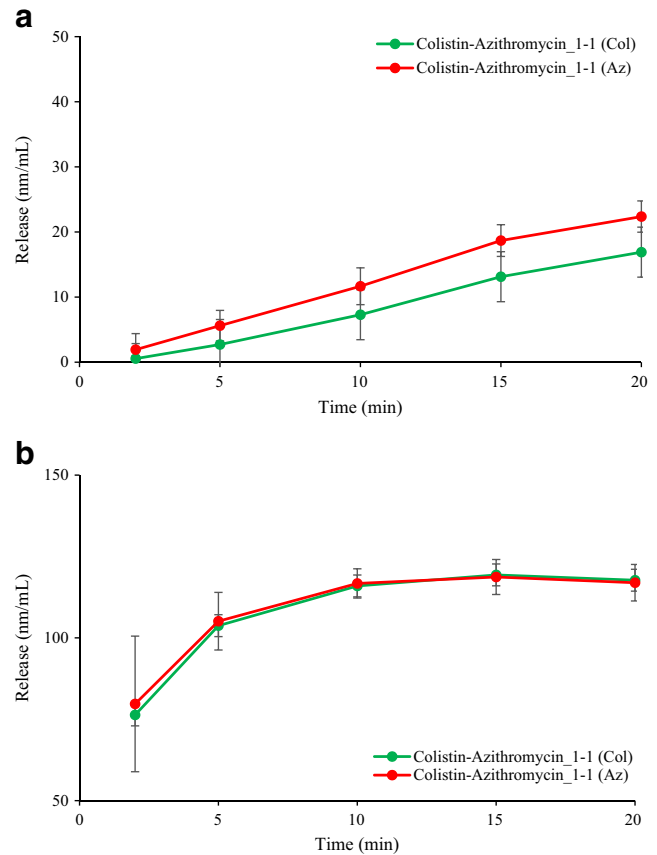 a
50
40
30
20
10
0
Release (nm/mL)
Colistin-Azithromycin_1-1 (Col)
Colistin-Azithromycin_1-1 (Az)
0 5 10 15 20
Time (min)
b
150
100
50
Release (nm/mL)
Colistin-Azithromycin_1-1 (Col)
Colistin-Azithromycin_1-1 (Az)
0 5 10 15 20
Time (min)